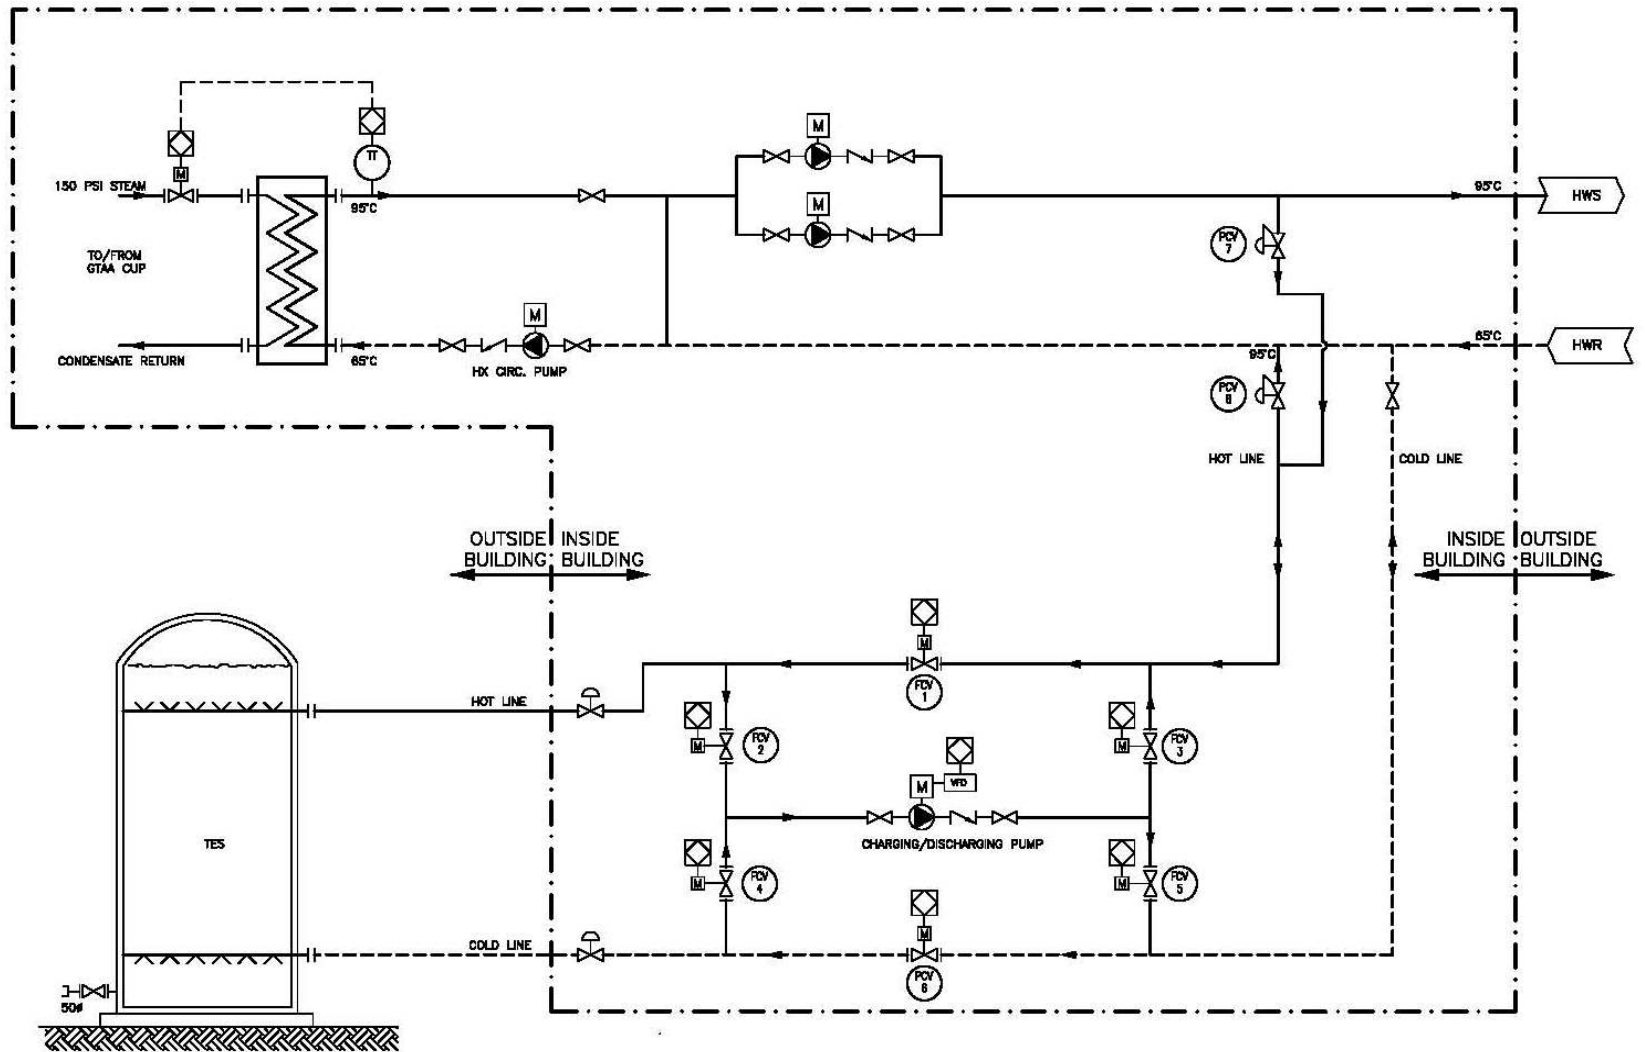 M
TT
M
150 PSI STEAM
95°C
M
95°C
HWS
TO/FROM
GTAA CUP
PCV
7
M
CONDENSATE RETURN
65°C
HX CIRC. PUMP
95°C
65°C
HWR
PCV
8
HOT LINE
COLD LINE
OUTSIDE
BUILDING
INSIDE
BUILDING
INSIDE
BUILDING
OUTSIDE
BUILDING
M
FCV
1
HOT LINE
M
FCV
2
M
FCV
3
M
VFD
TES
CHARGING/DISCHARGING PUMP
M
FCV
4
M
FCV
5
M
COLD LINE
FCV
6
50ø